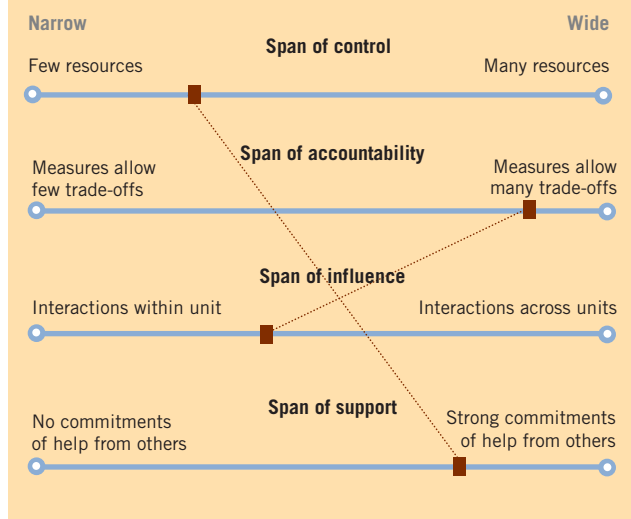 Narrow
Wide
Span of control
Few resources
Many resources
Span of accountability
Measures allow
few trade-offs
Measures allow
many trade-offs
Span of influence
Interactions within unit
Interactions across units
Span of support
No commitments
of help from others
Strong commitments
of help from others